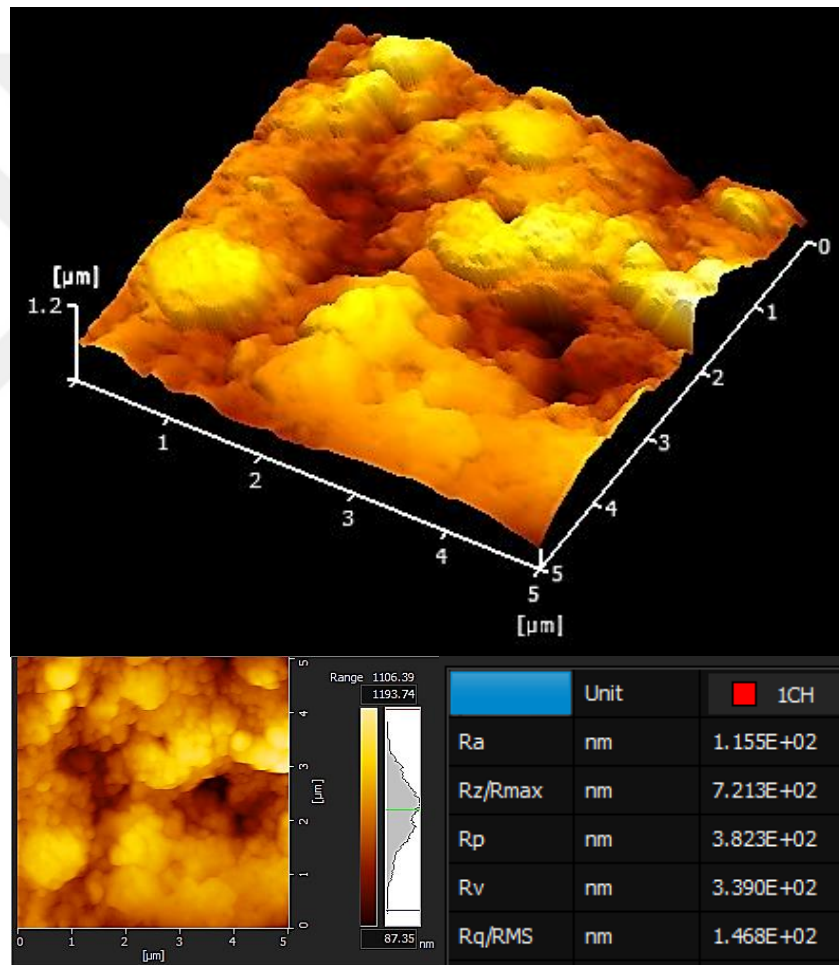 [µm]
1.2
0
1
2
3
4
5
1
2
3
4
5
[µm]
Range 1106.39
1193.74
87.35 nm
5
4
3
2
1
0
[µm]
0 1 2 3 4 5
[µm]
Unit 1CH
Ra nm 1.155E+02
Rz/Rmax nm 7.213E+02
Rp nm 3.823E+02
Rv nm 3.390E+02
Rq/RMS nm 1.468E+02